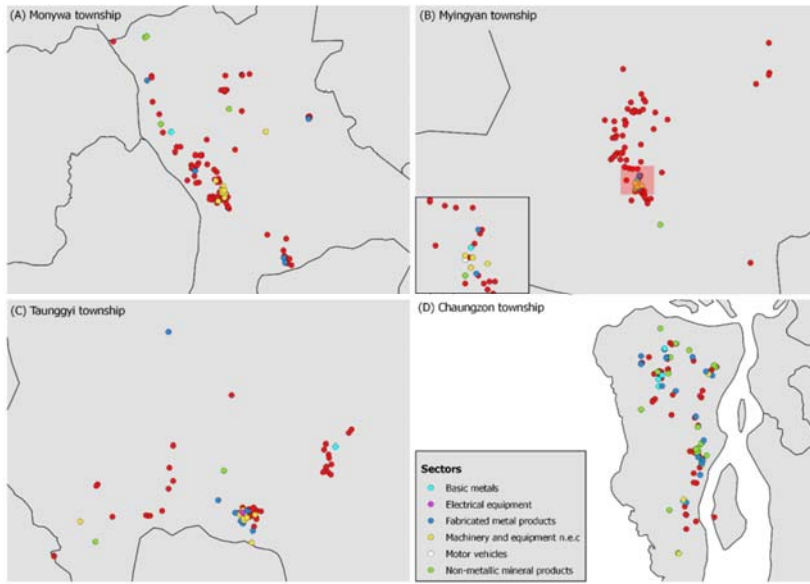 (A) Monywa township
(B) Myingyan township
(C) Taunggyi township
(D) Chaungzon township
Sectors
Basic metals
Electrical equipment
Fabricated metal products
Machinery and equipment n.e.c
Motor vehicles
Non-metallic mineral products